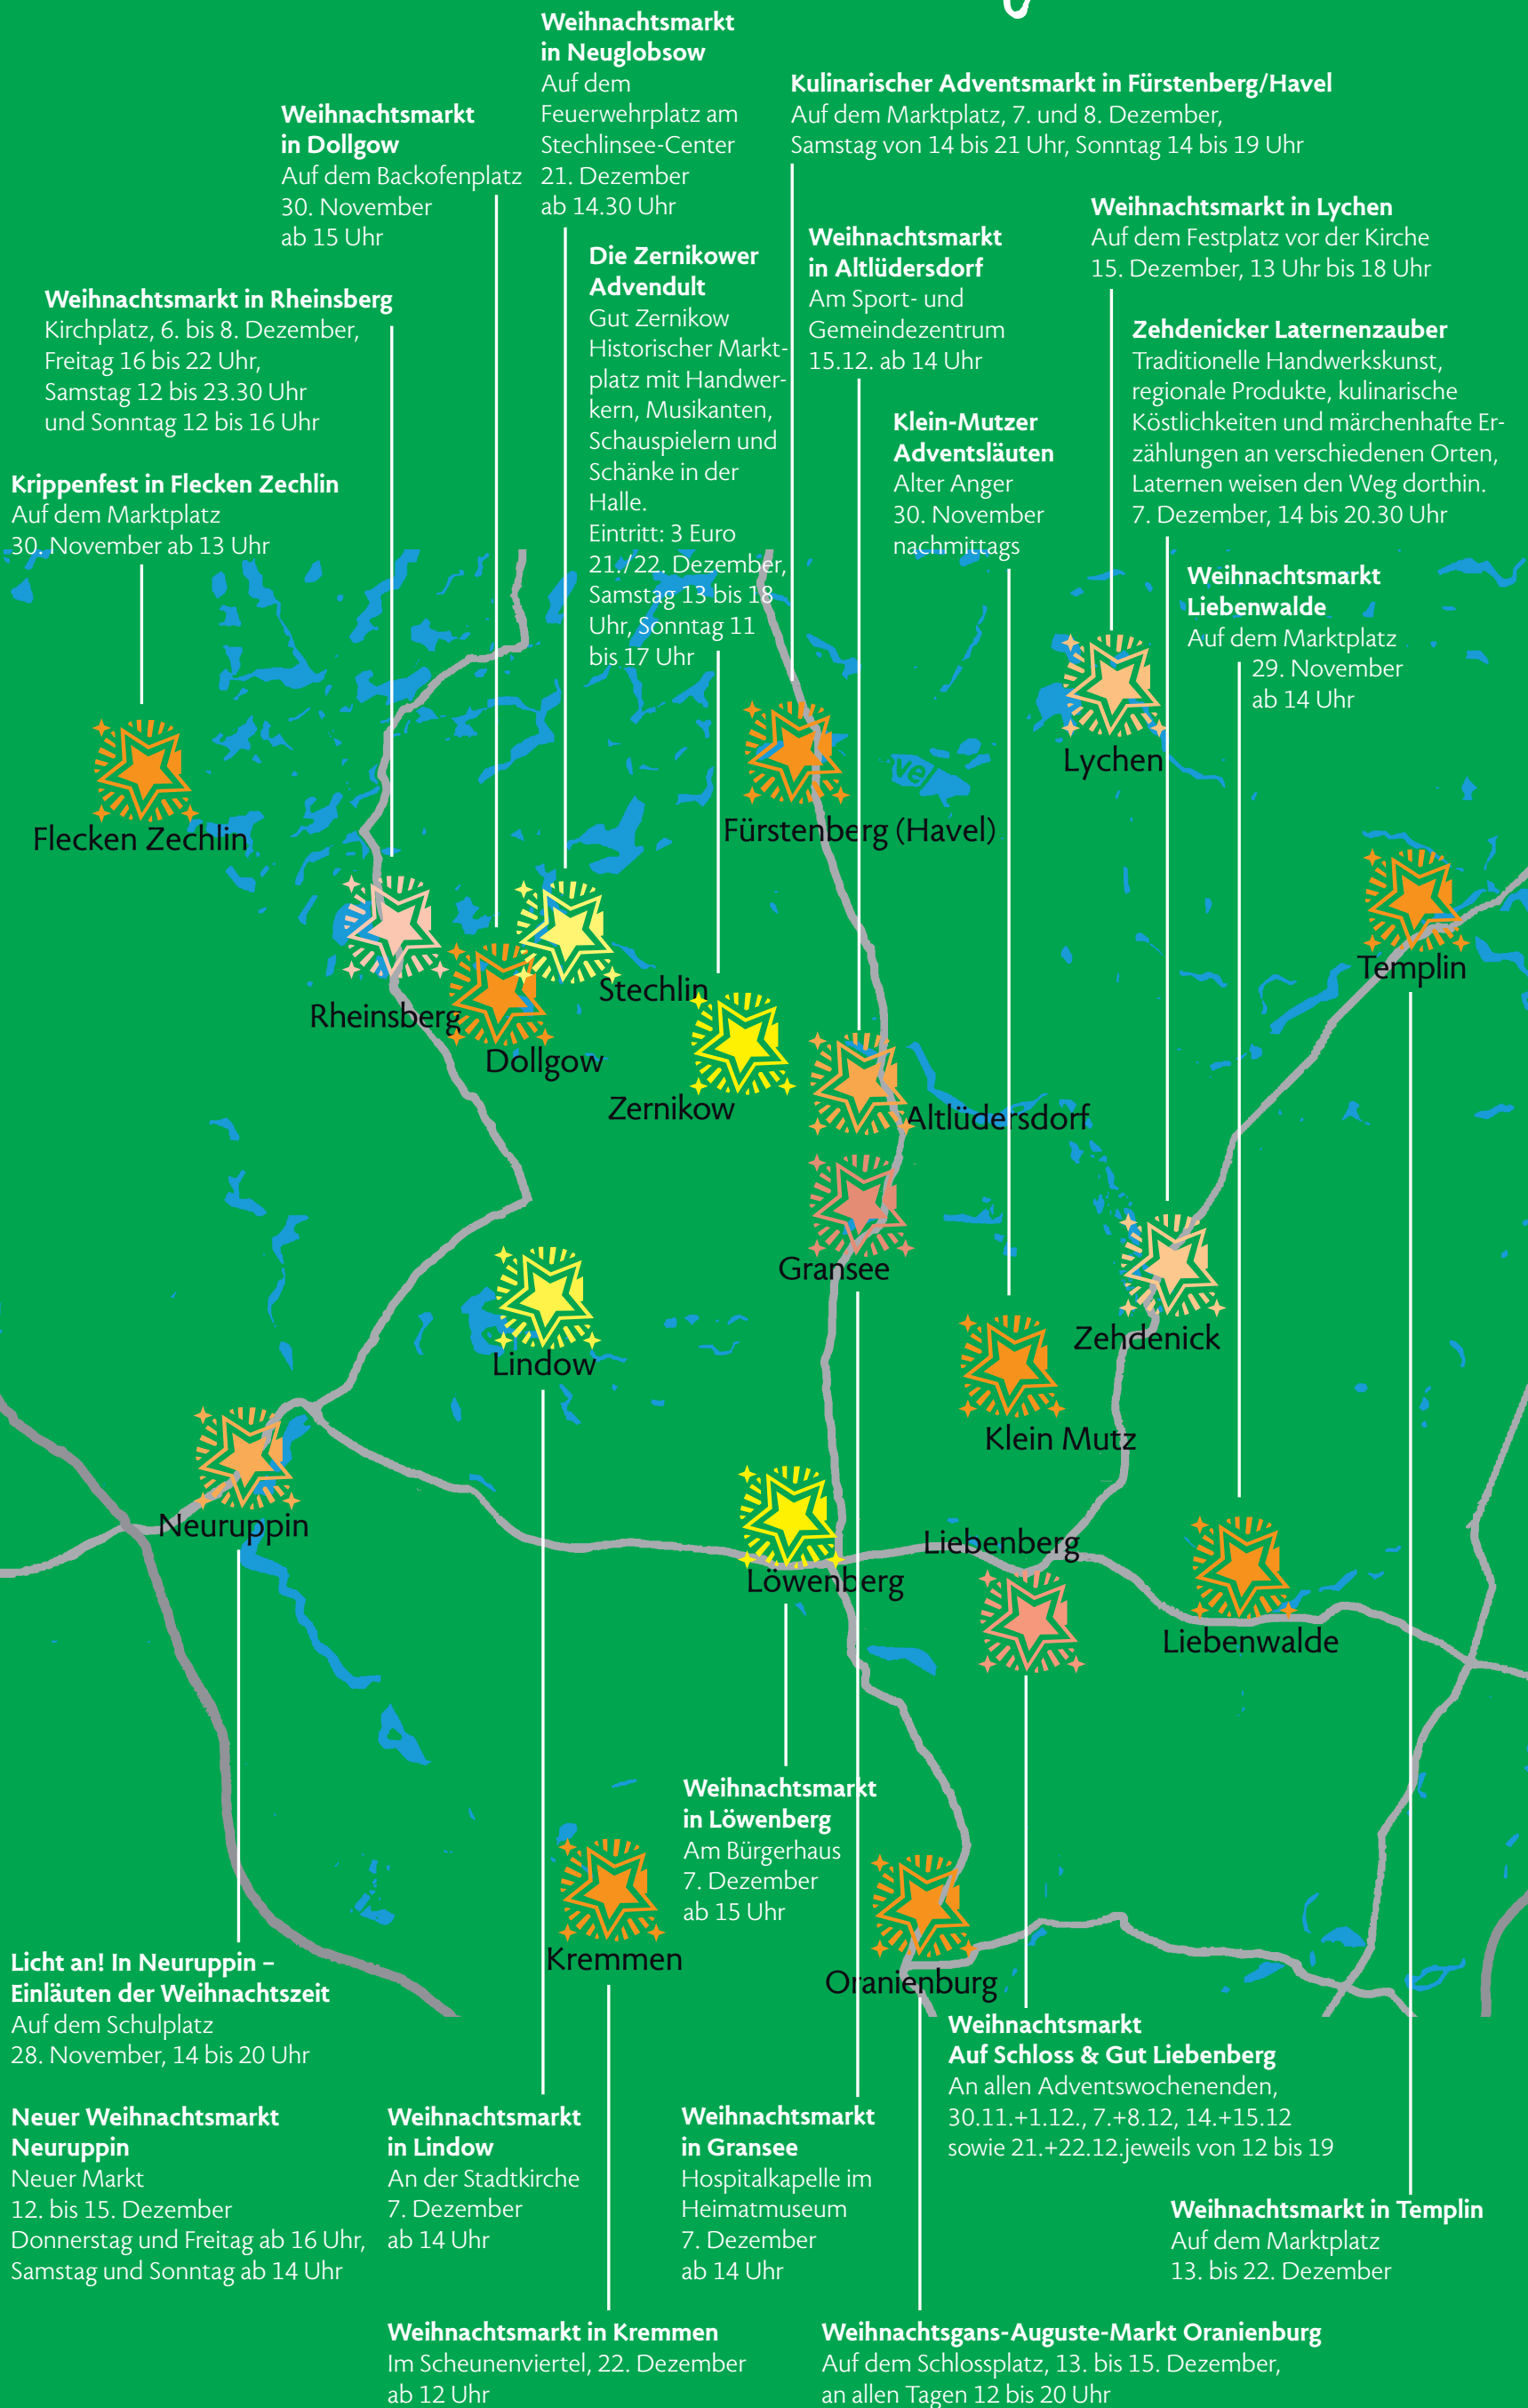 Weihnachtsmarkt
in Neuglobsow
Auf dem
Feuerwehrplatz am
Stechlinsee-Center
21. Dezember
ab 14.30 Uhr
Kulinarischer Adventsmarkt in Fürstenberg/Havel
Auf dem Marktplatz, 7. und 8. Dezember,
Samstag von 14 bis 21 Uhr, Sonntag 14 bis 19 Uhr
Weihnachtsmarkt
in Dollgow
Auf dem Backofenplatz
30. November
ab 15 Uhr
Weihnachtsmarkt in Lychen
Auf dem Festplatz vor der Kirche
15. Dezember, 13 Uhr bis 18 Uhr
Weihnachtsmarkt
in Altlüdersdorf
Am Sport- und
Gemeindezentrum
15.12. ab 14 Uhr
Die Zernikower
Advendult
Gut Zernikow
Historischer Markt-
platz mit Handwer-
kern, Musikanten,
Schauspielern und
Schänke in der
Halle.
Eintritt: 3 Euro
21./22. Dezember,
Samstag 13 bis 18
Uhr, Sonntag 11
bis 17 Uhr
Weihnachtsmarkt in Rheinsberg
Kirchplatz, 6. bis 8. Dezember,
Freitag 16 bis 22 Uhr,
Samstag 12 bis 23.30 Uhr
und Sonntag 12 bis 16 Uhr
Zehdenicker Laternenzauber
Traditionelle Handwerkskunst,
regionale Produkte, kulinarische
Köstlichkeiten und märchenhafte Er-
zählungen an verschiedenen Orten,
Laternen weisen den Weg dorthin.
7. Dezember, 14 bis 20.30 Uhr
Klein-Mutzer
Adventsläuten
Alter Anger
30. November
nachmittags
Krippenfest in Flecken Zechlin
Auf dem Marktplatz
30. November ab 13 Uhr
Weihnachtsmarkt
Liebenwalde
Auf dem Marktplatz
29. November
ab 14 Uhr
Lychen
Flecken Zechlin
Fürstenberg (Havel)
Templin
Stechlin
Rheinsberg
Dollgow
Zernikow
Altlüdersdorf
Gransee
Zehdenick
Lindow
Klein Mutz
Neuruppin
Liebenberg
Löwenberg
Liebenwalde
Weihnachtsmarkt
in Löwenberg
Am Bürgerhaus
7. Dezember
ab 15 Uhr
Kremmen
Oranienburg
Licht an! In Neuruppin –
Einläuten der Weihnachtszeit
Auf dem Schulplatz
28. November, 14 bis 20 Uhr
Weihnachtsmarkt
Auf Schloss & Gut Liebenberg
An allen Adventswochenenden,
30.11.+1.12., 7.+8.12, 14.+15.12
sowie 21.+22.12.jeweils von 12 bis 19
Neuer Weihnachtsmarkt
Neuruppin
Neuer Markt
12. bis 15. Dezember
Donnerstag und Freitag ab 16 Uhr,
Samstag und Sonntag ab 14 Uhr
Weihnachtsmarkt
in Lindow
An der Stadtkirche
7. Dezember
ab 14 Uhr
Weihnachtsmarkt
in Gransee
Hospitalkapelle im
Heimatmuseum
7. Dezember
ab 14 Uhr
Weihnachtsmarkt in Templin
Auf dem Marktplatz
13. bis 22. Dezember
Weihnachtsmarkt in Kremmen
Im Scheunenviertel, 22. Dezember
ab 12 Uhr
Weihnachtsgans-Auguste-Markt Oranienburg
Auf dem Schlossplatz, 13. bis 15. Dezember,
an allen Tagen 12 bis 20 Uhr